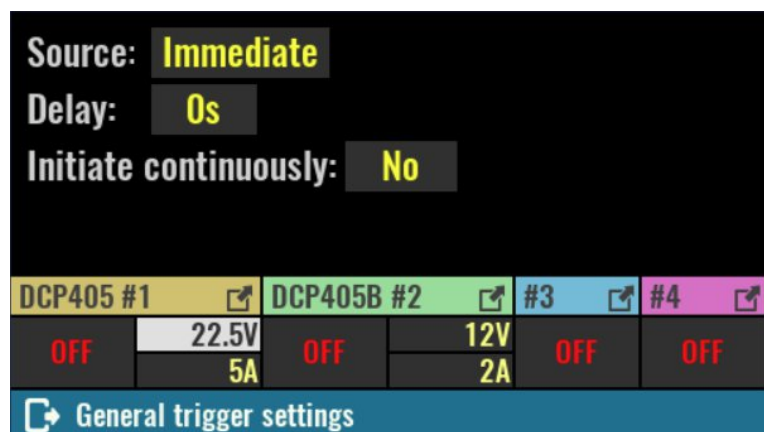 Source: Immediate
Delay: 0s
Initiate continuously: No
DCP405 #1 DCP405B #2 #3 #4
OFF 22.5V OFF 12V OFF OFF
5A 2A
General trigger settings